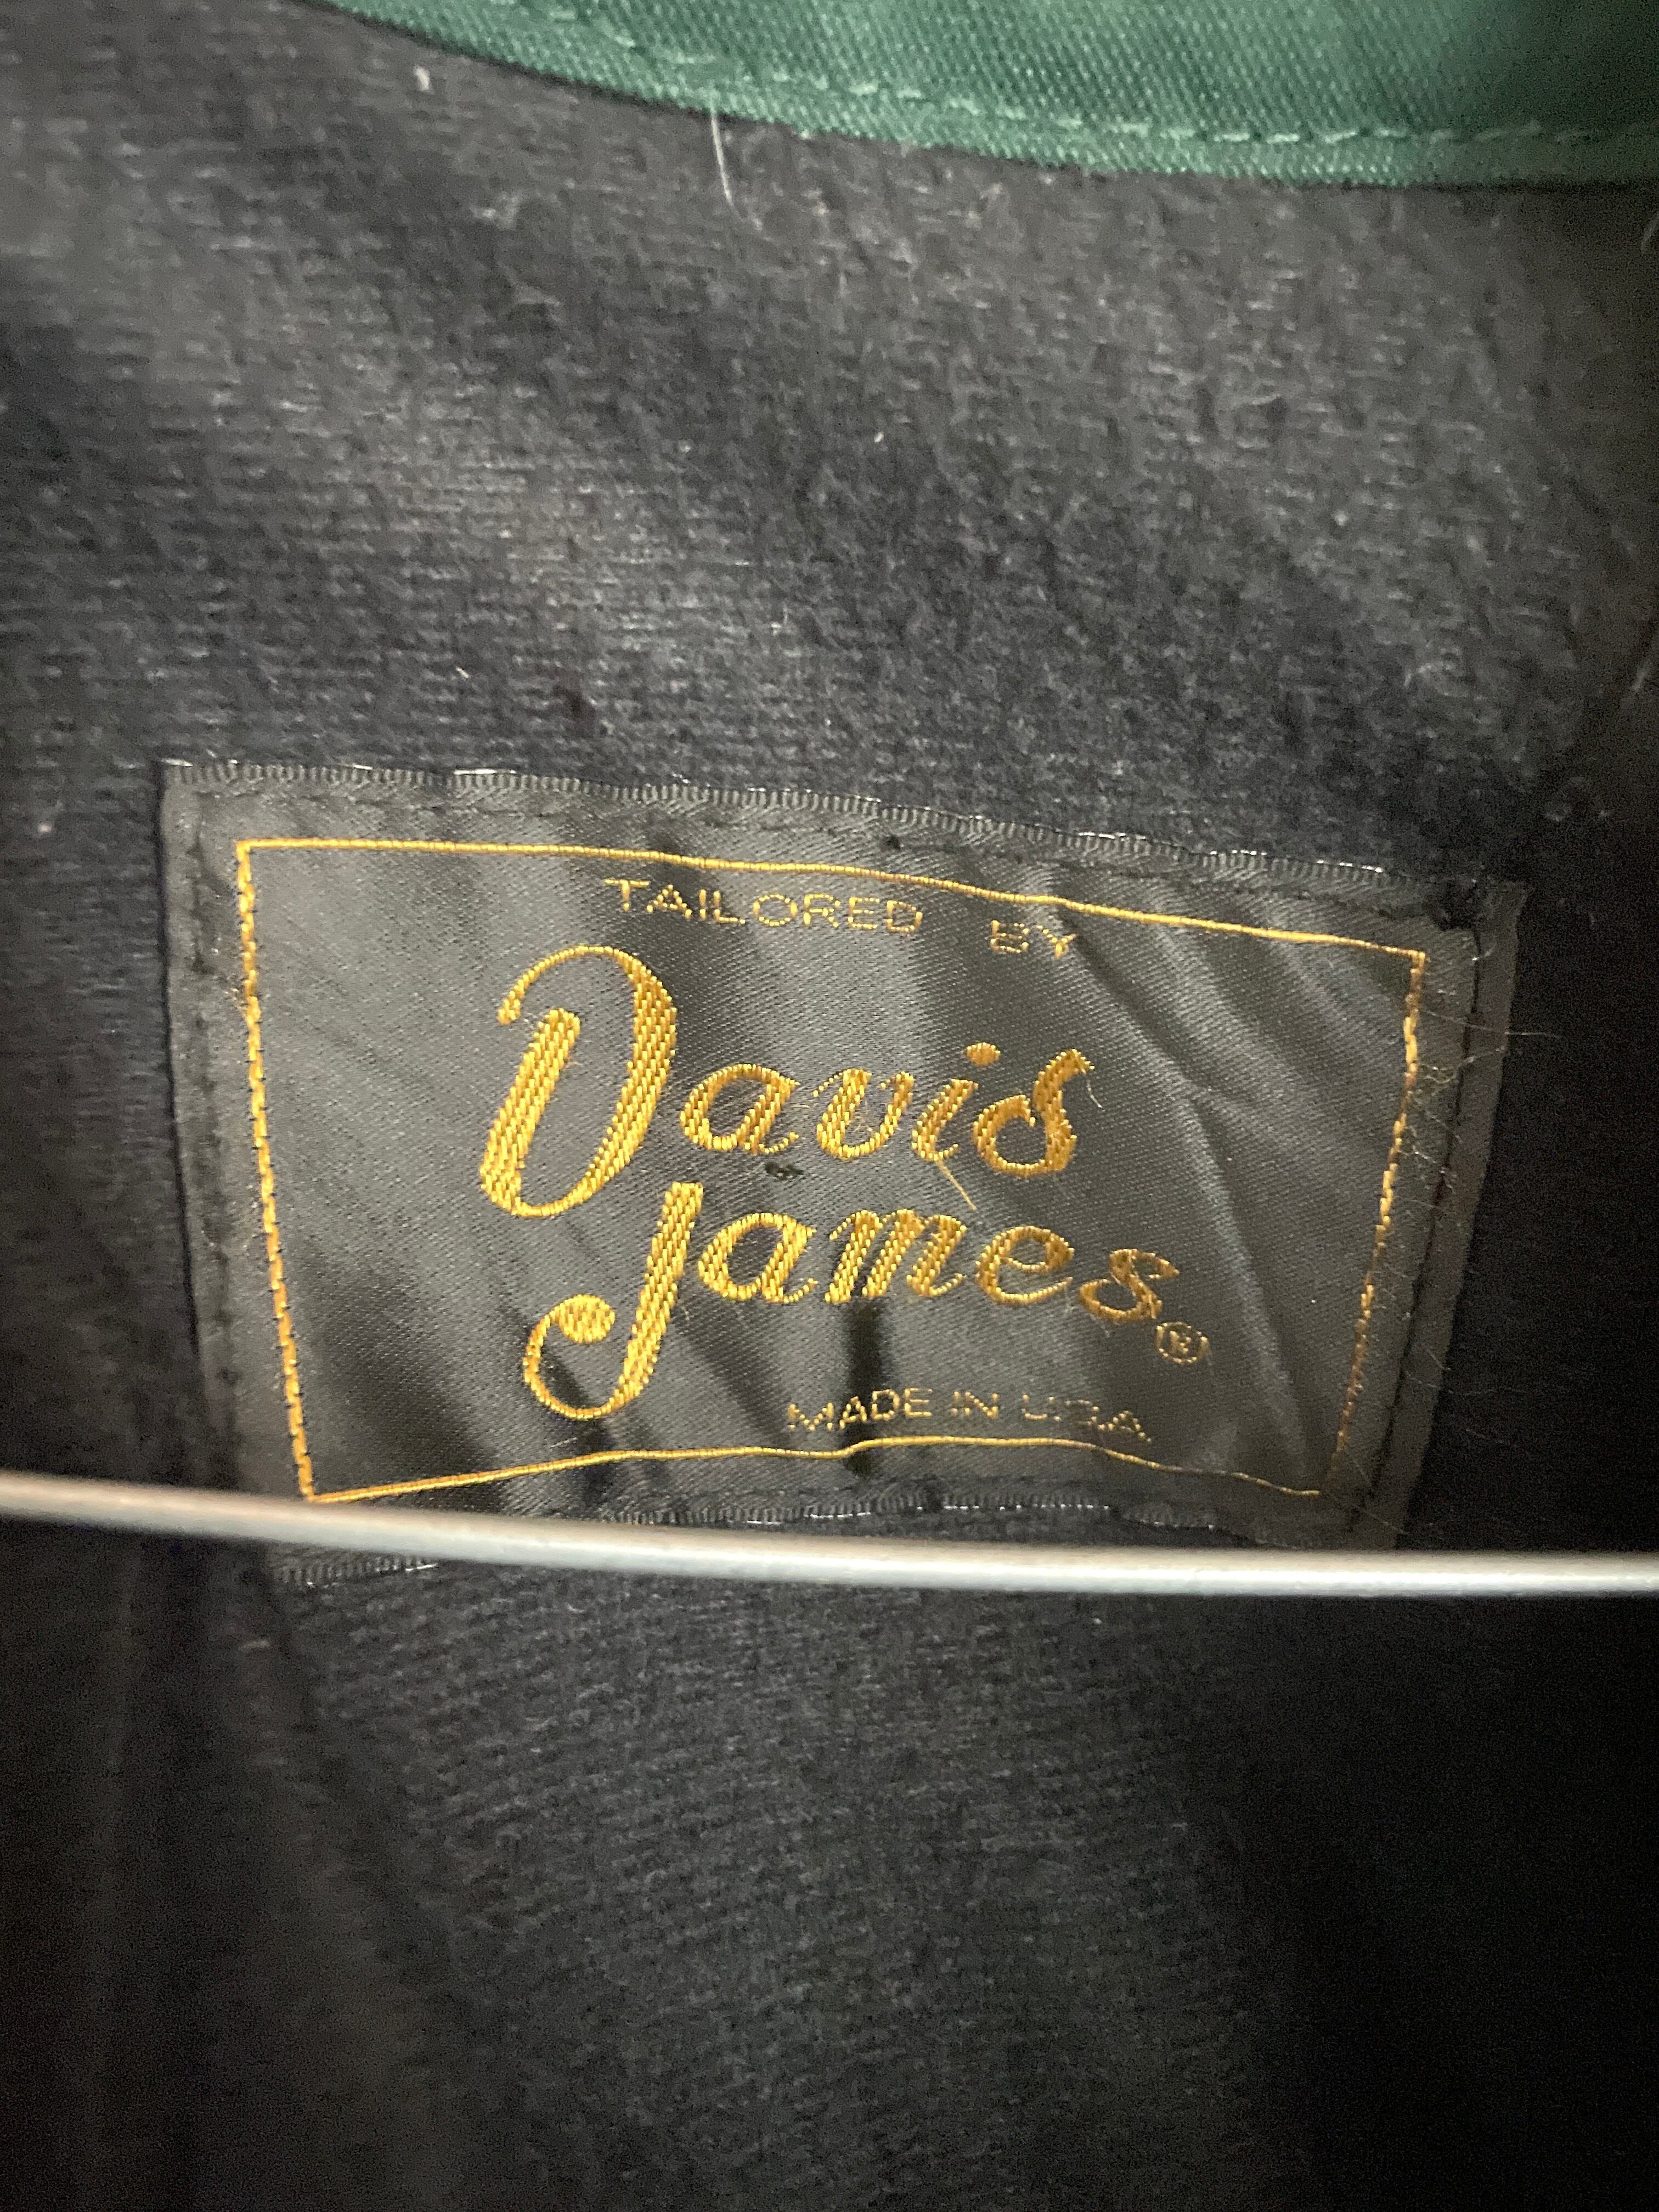 TAILORED BY
Davis
James®
MADE IN U.S.A.